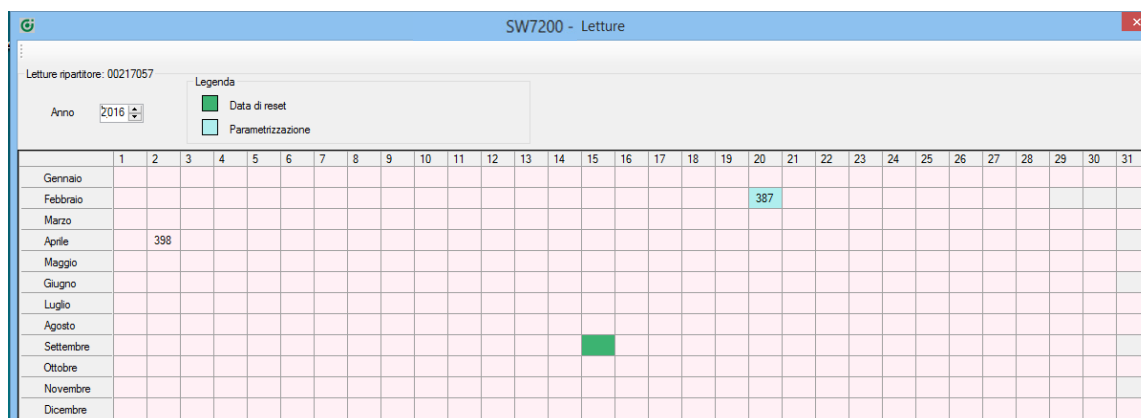 SW7200 - Letture
Letture ripartitore: 00217057
Legenda
Anno 2016
Data di reset
Parametrizzazione
1 2 3 4 5 6 7 8 9 10 11 12 13 14 15 16 17 18 19 20 21 22 23 24 25 26 27 28 29 30 31
Gennaio
Febbraio 387
Marzo
Aprile 398
Maggio
Giugno
Luglio
Agosto
Settembre
Ottobre
Novembre
Dicembre